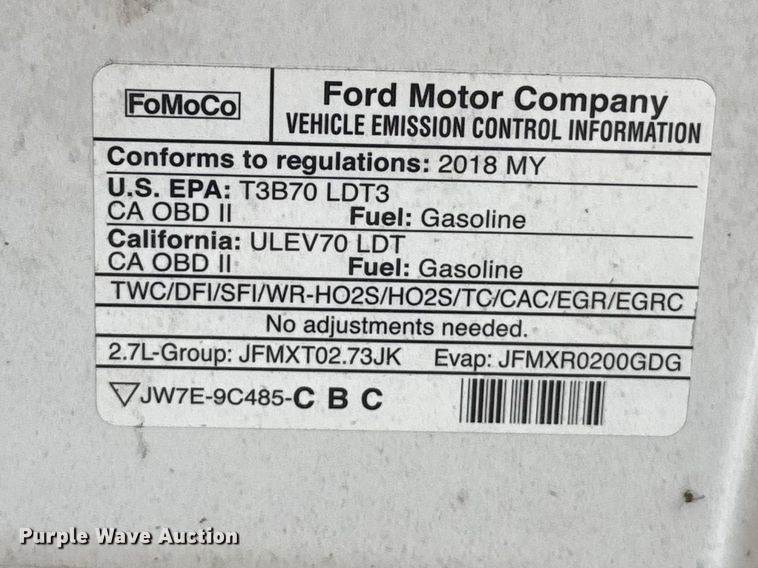 FoMoCo
Ford Motor Company
VEHICLE EMISSION CONTROL INFORMATION
Conforms to regulations: 2018 MY
U.S. EPA: T3B70 LDT3
CA OBD II Fuel: Gasoline
California: ULEV70 LDT
CA OBD II Fuel: Gasoline
TWC/DFI/SFI/WR-HO2S/HO2S/TC/CAC/EGR/EGRC
No adjustments needed.
2.7L-Group: JFMXT02.73JK Evap: JFMXR0200GDG
JW7E-9C485-C B C
Purple Wave Auction